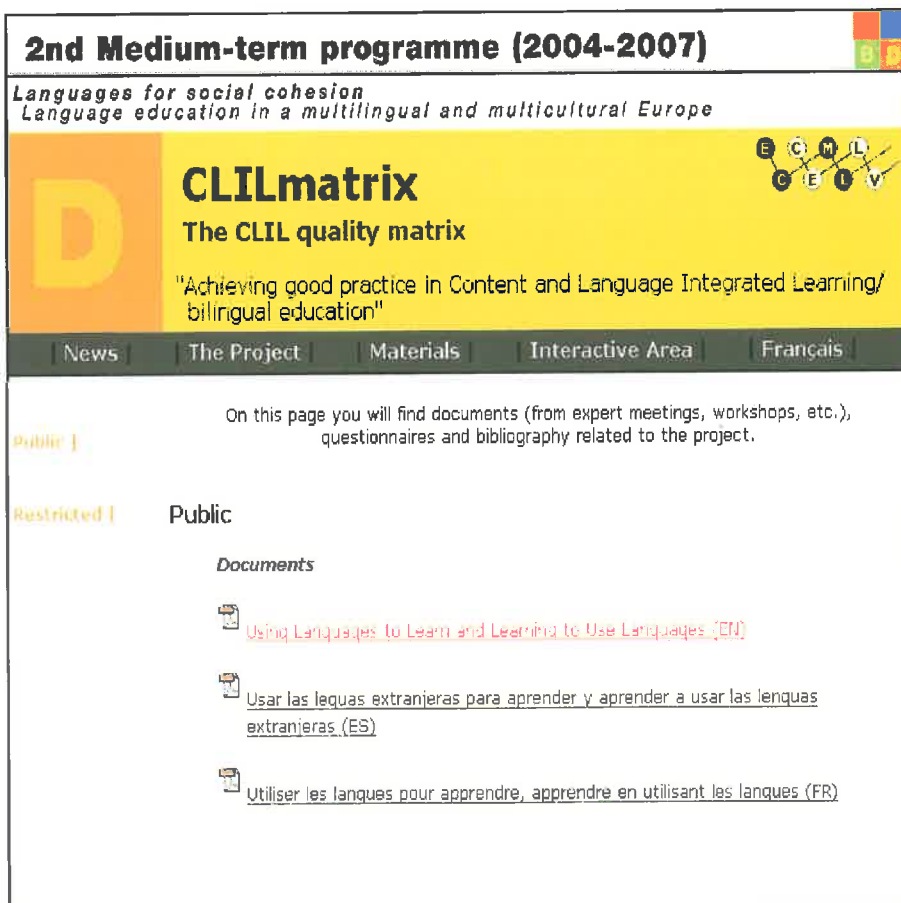 2nd Medium-term programme (2004-2007)
B D
Languages for social cohesion
Language education in a multilingual and multicultural Europe
D
E C M L
C E L V
CLILmatrix
The CLIL quality matrix
"Achieving good practice in Content and Language Integrated Learning/
bilingual education"
| News | | The Project | | Materials | | Interactive Area | | Français |
On this page you will find documents (from expert meetings, workshops, etc.),
questionnaires and bibliography related to the project.
Public |
Restricted |
Public
Documents
Using Languages to Learn and Learning to Use Languages (EN)
Usar las leguas extranjeras para aprender y aprender a usar las lenguas
extranjeras (ES)
Utiliser les langues pour apprendre, apprendre en utilisant les langues (FR)